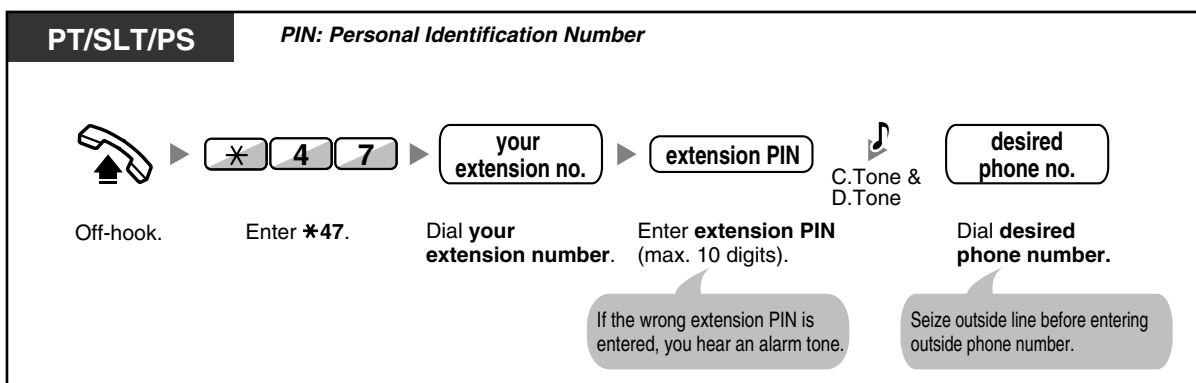 PT/SLT/PS
PIN: Personal Identification Number
* 4 7
your
extension no.
extension PIN
C.Tone &
D.Tone
desired
phone no.
Off-hook.
Enter *47.
Dial your
extension number.
Enter extension PIN
(max. 10 digits).
Dial desired
phone number.
If the wrong extension PIN is
entered, you hear an alarm tone.
Seize outside line before entering
outside phone number.